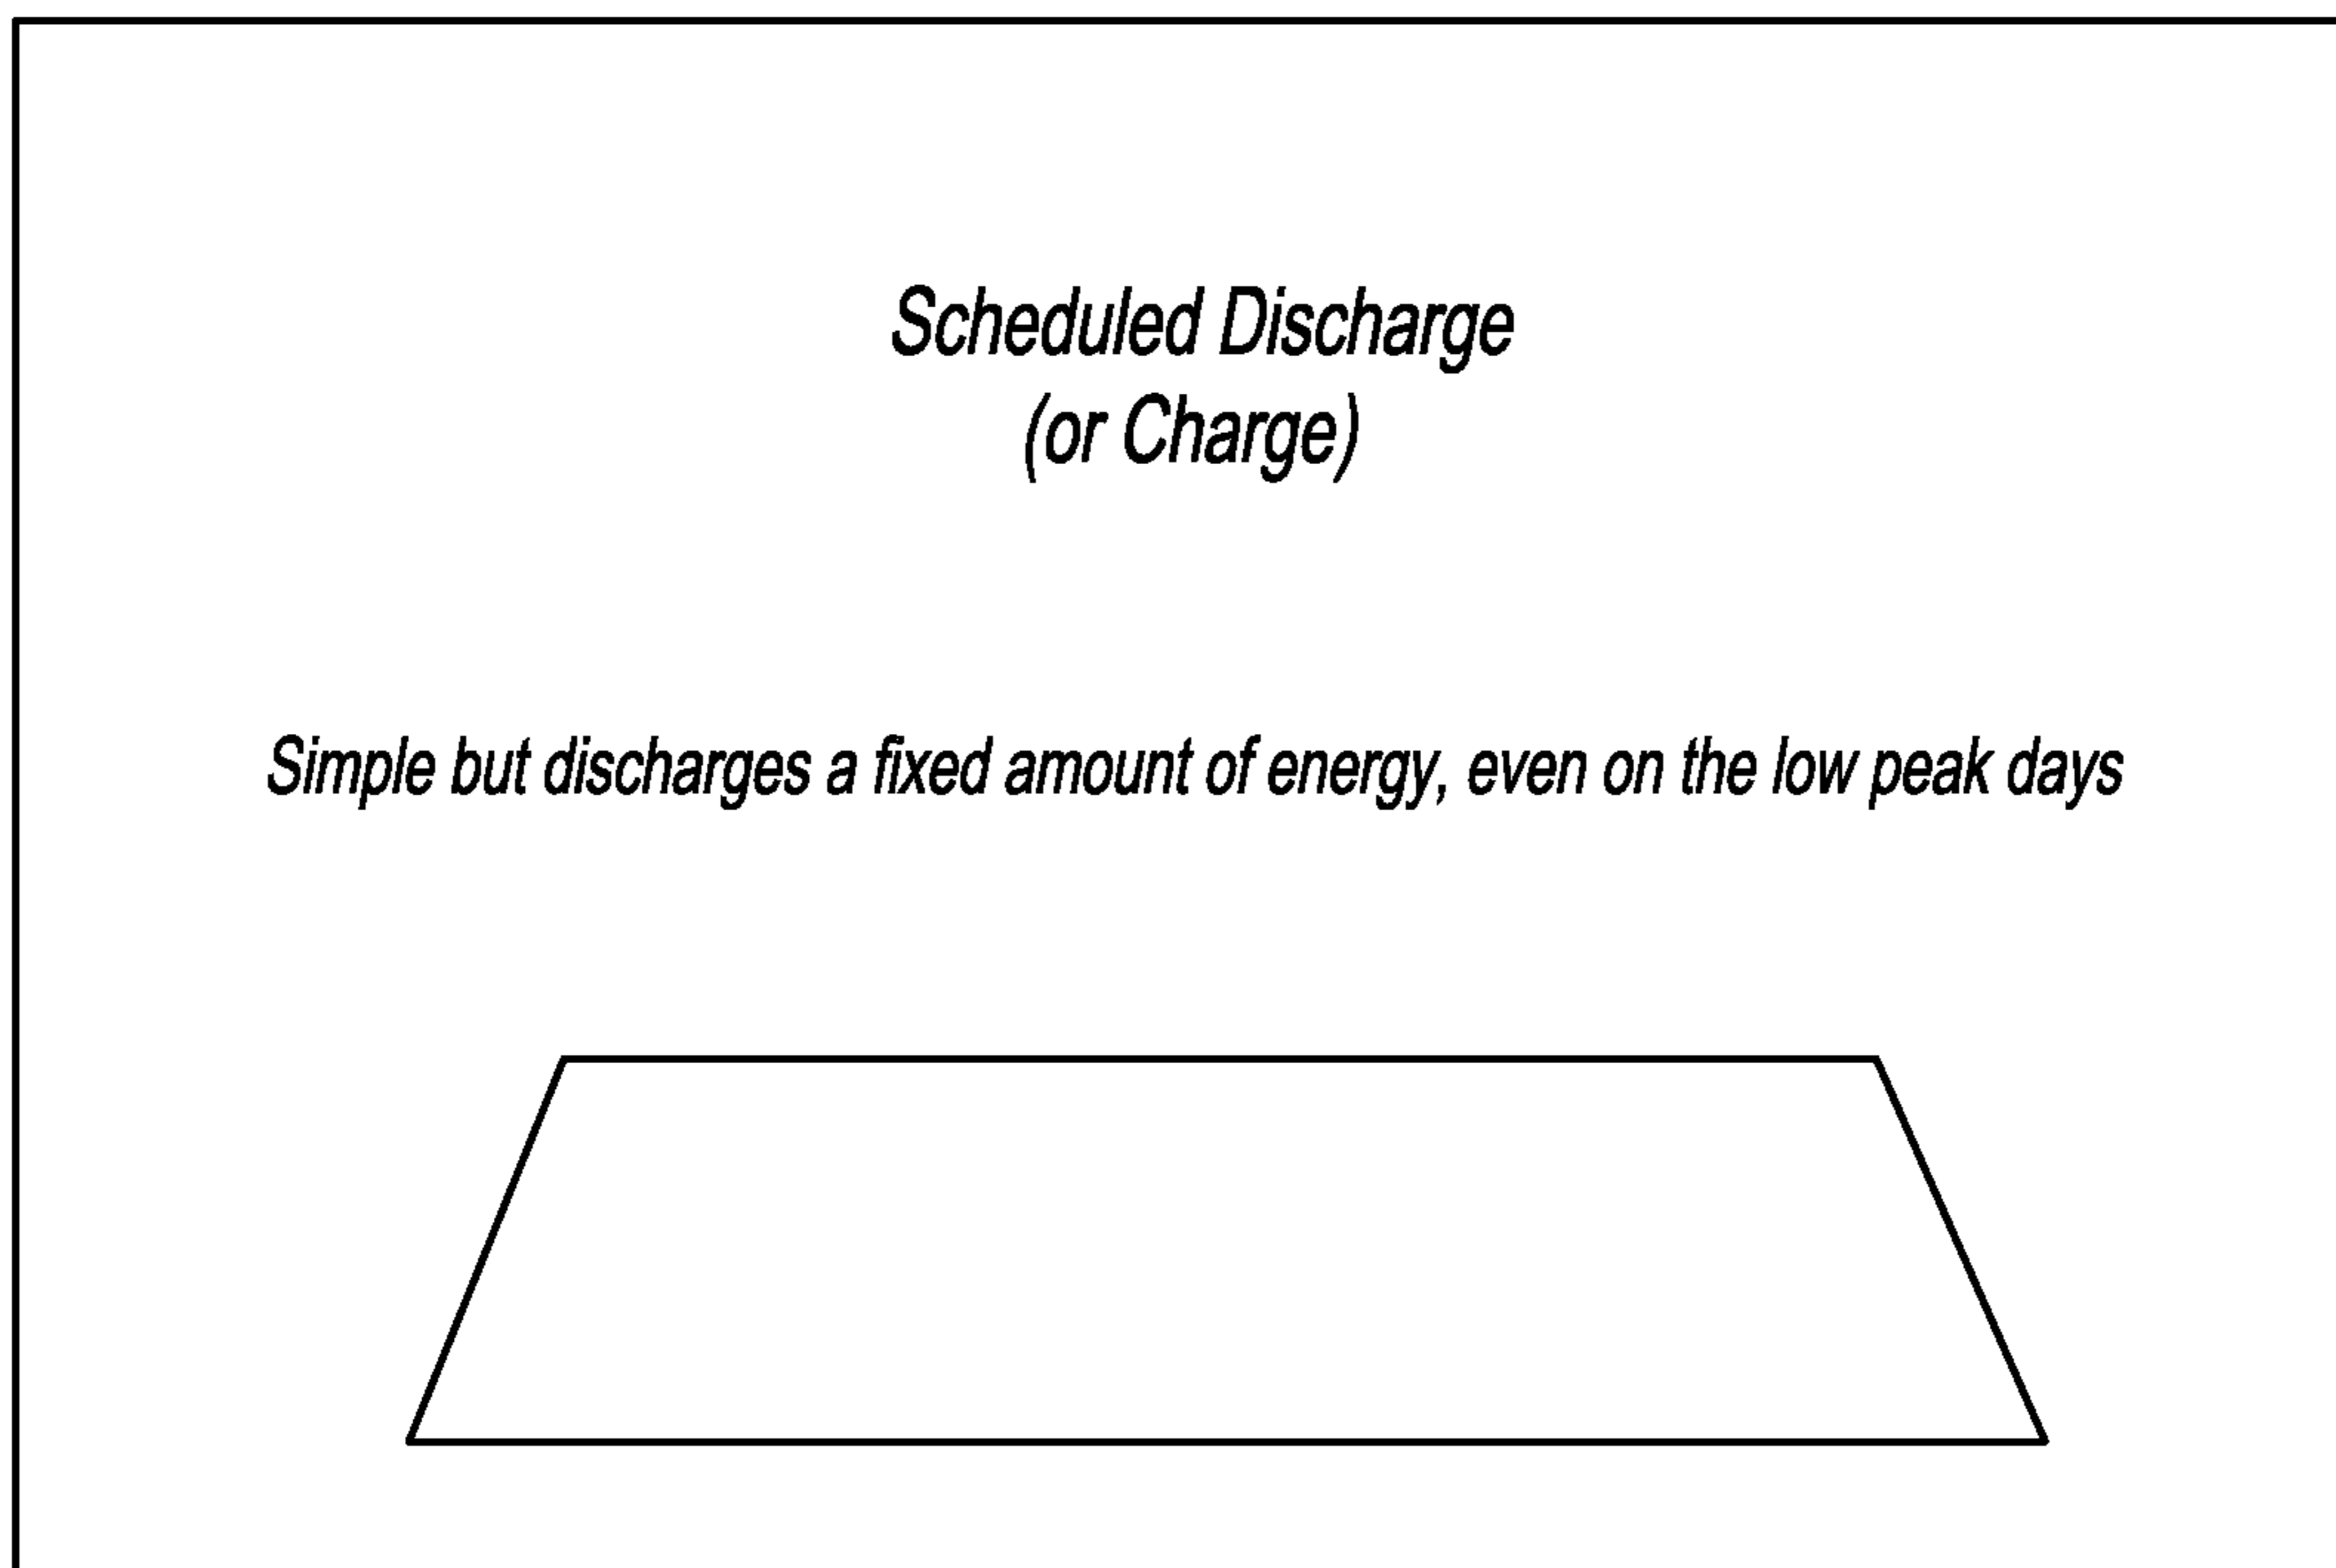 Scheduled Discharge
(or Charge)
Simple but discharges a fixed amount of energy, even on the low peak days